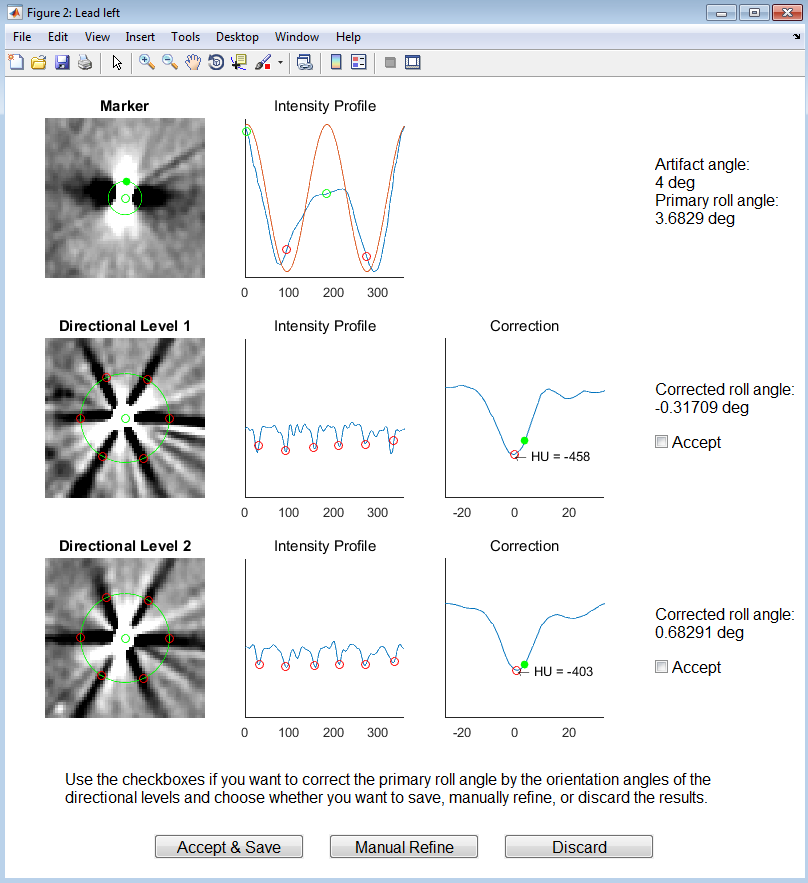 Figure 2: Lead left
File Edit View Insert Tools Desktop Window Help
Marker
Intensity Profile
0 100 200 300
Artifact angle:
4 deg
Primary roll angle:
3.6829 deg
Directional Level 1
Intensity Profile
0 100 200 300
Correction
HU = -458
-20 0 20
Corrected roll angle:
-0.31709 deg
Accept
Directional Level 2
Intensity Profile
0 100 200 300
Correction
HU = -403
-20 0 20
Corrected roll angle:
0.68291 deg
Accept
Use the checkboxes if you want to correct the primary roll angle by the orientation angles of the
directional levels and choose whether you want to save, manually refine, or discard the results.
Accept & Save
Manual Refine
Discard